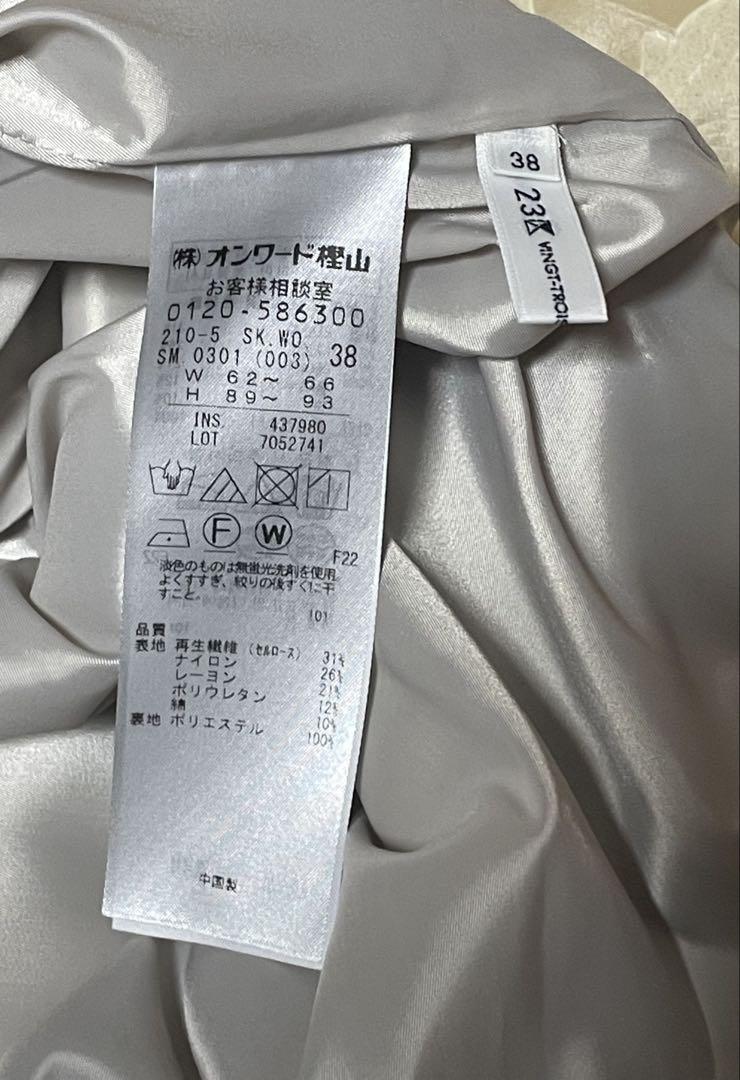 (株)オンワード樫山
お客様相談室
0120-586300
210-5 SK.WO
SM 0301 (003) 38
W 62～ 66
H 89～ 93
INS 437980
LOT 7052741
F W
F22
淡色のものは無蛍光洗剤を使用
よくすすぎ、絞りの後すぐに干
すこと。
101
品質
表地 再生繊維 (セルロース) 31%
ナイロン 26%
レーヨン 21%
ポリウレタン 12%
綿 10%
裏地 ポリエステル 100%
中国製
38
23区
VINGT-TROIS